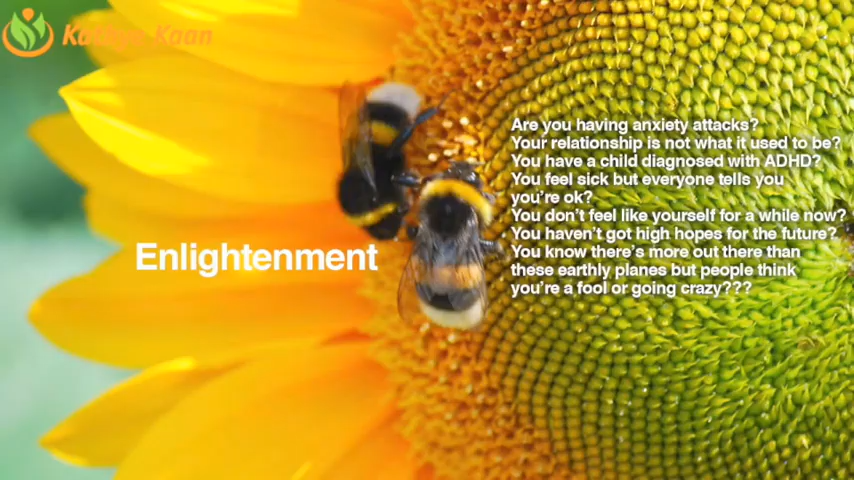 Kathya Kaan
Enlightenment
Are you having anxiety attacks?
Your relationship is not what it used to be?
You have a child diagnosed with ADHD?
You feel sick but everyone tells you
you're ok?
You don't feel like yourself for a while now?
You haven't got high hopes for the future?
You know there's more out there than
these earthly planes but people think
you're a fool or going crazy???